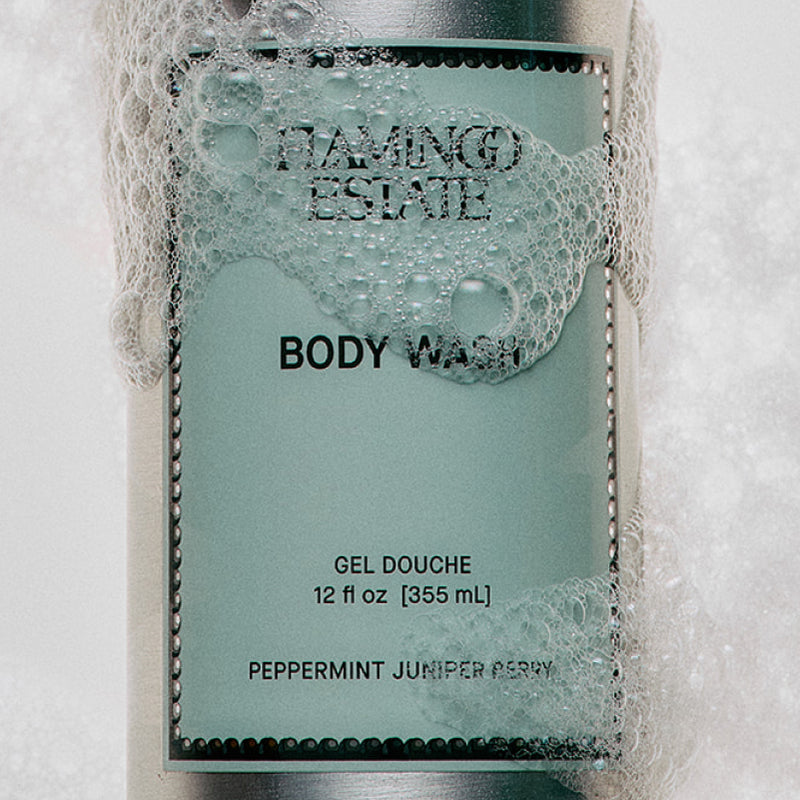 FLAMINGO
ESTATE
BODY WASH
GEL DOUCHE
12 fl oz [355 mL]
PEPPERMINT JUNIPER BERRY